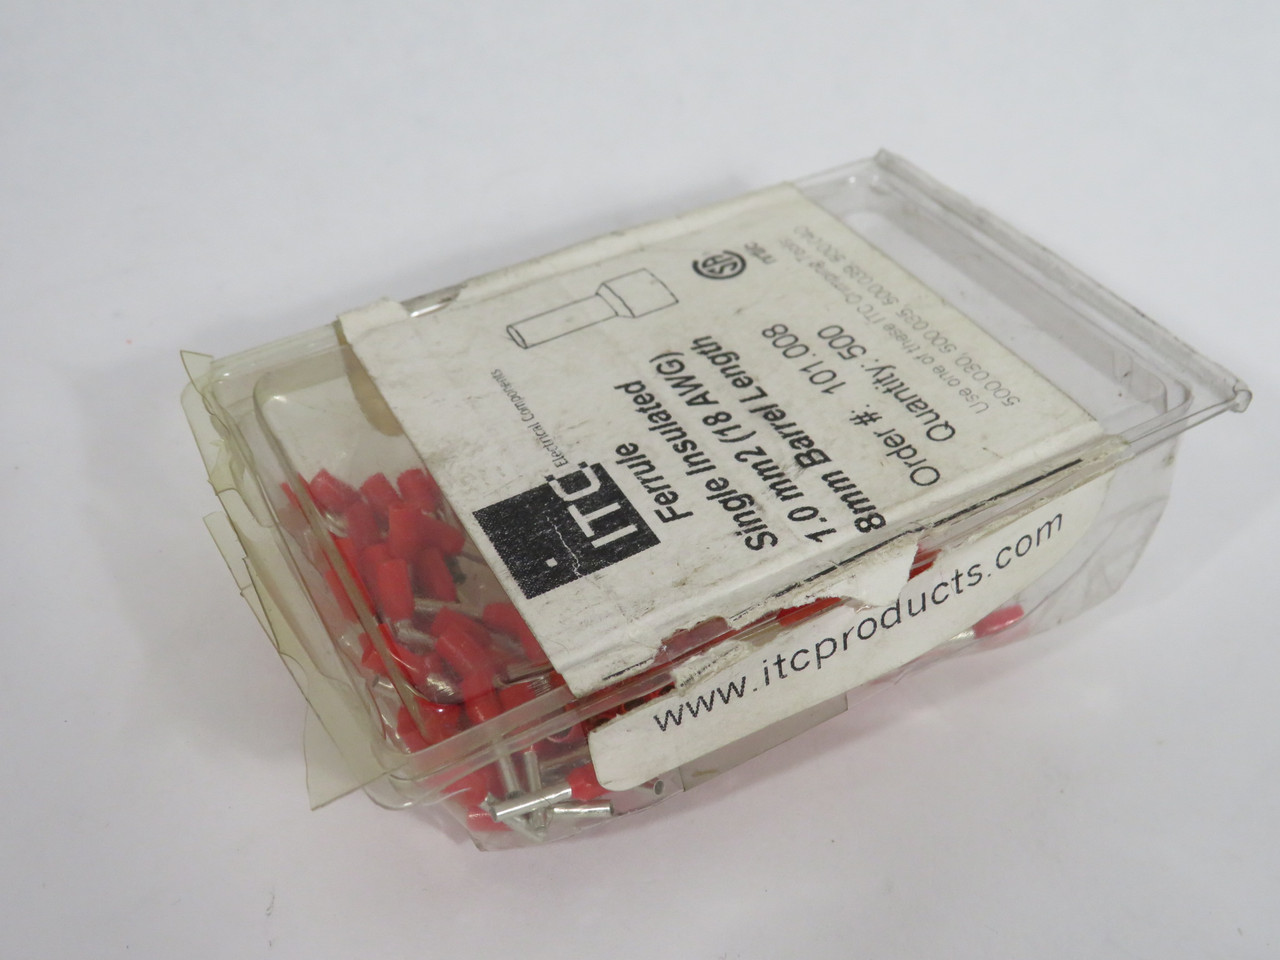 ITC.
Electrical Components
Ferrule
Single Insulated
1.0 mm2 (18 AWG)
8mm Barrel Length
Order #: 101.008
Quantity: 500
Use one of these ITC Crimping Tools:
500 030, 500 035, 500 039, 500 040
www.itcproducts.com